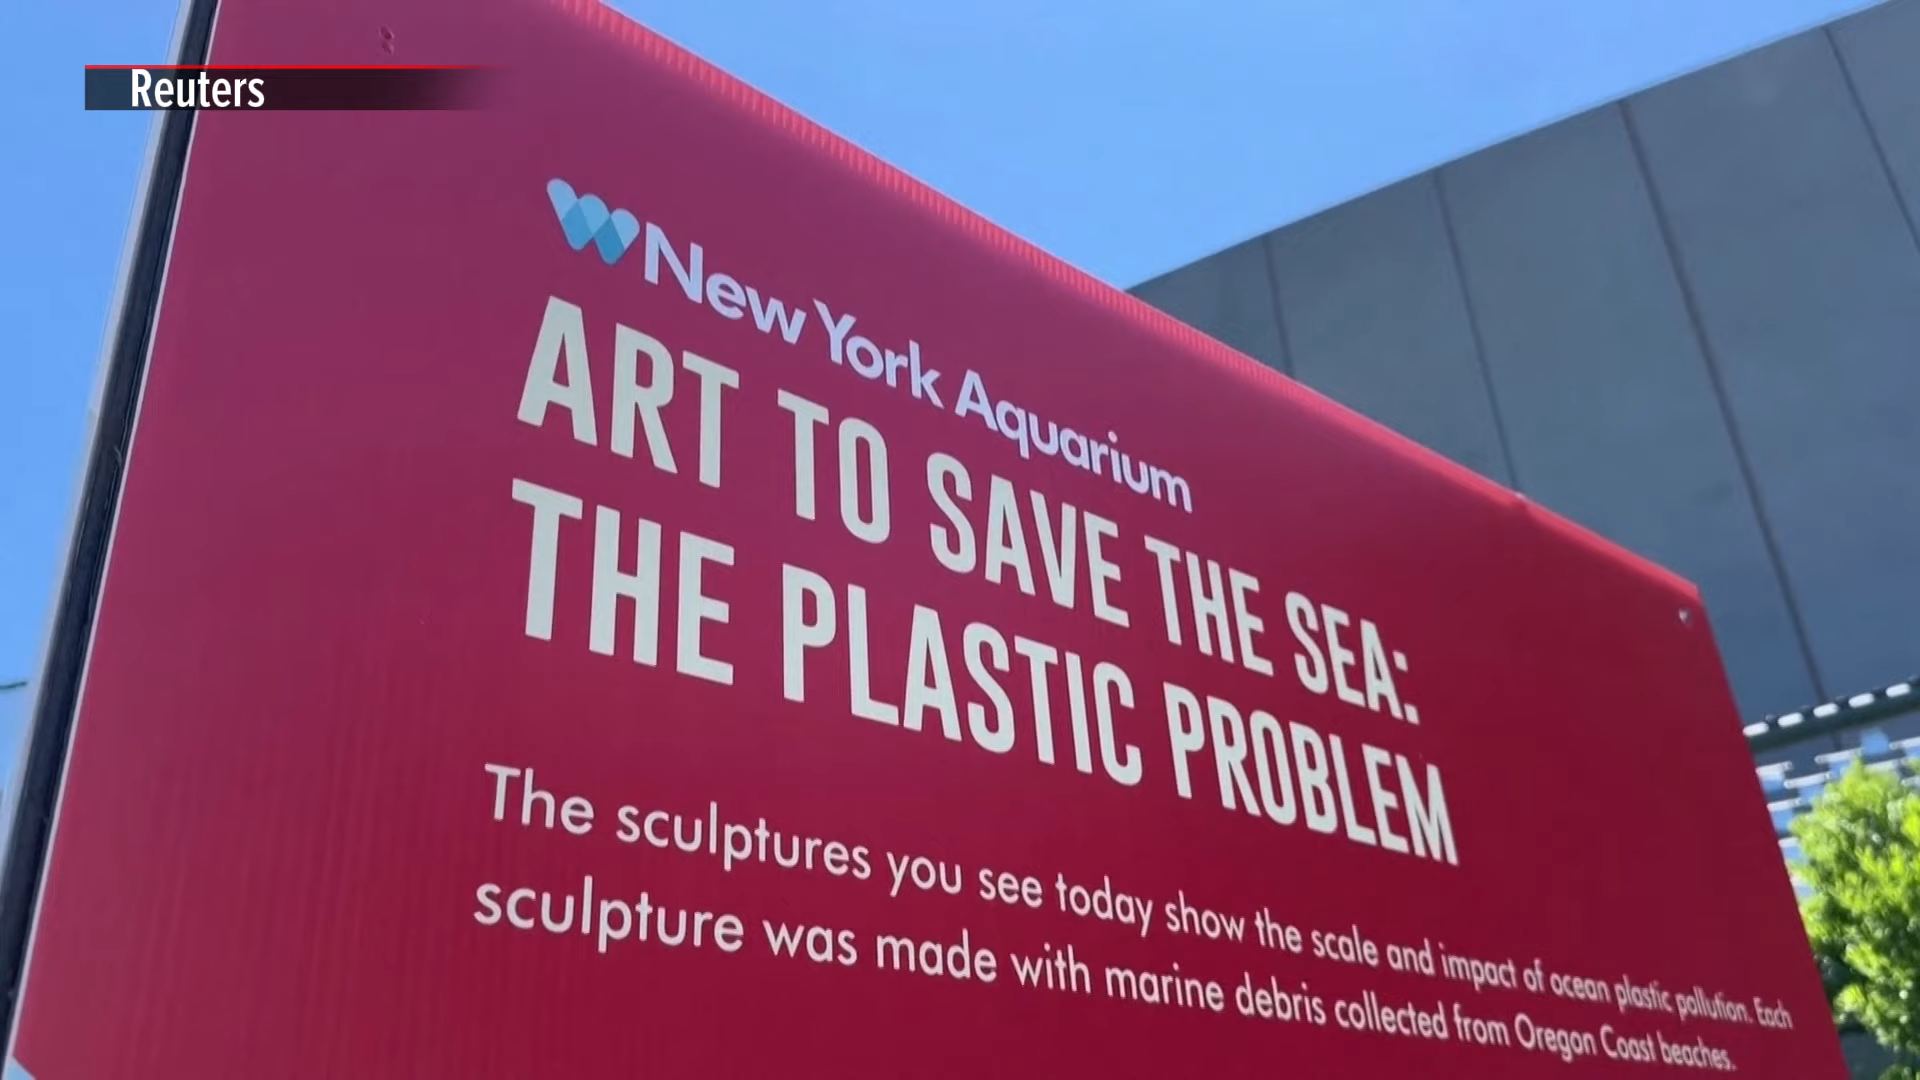 Reuters
New York Aquarium
ART TO SAVE THE SEA:
THE PLASTIC PROBLEM
The sculptures you see today show the scale and impact of ocean plastic pollution. Each
sculpture was made with marine debris collected from Oregon Coast beaches.